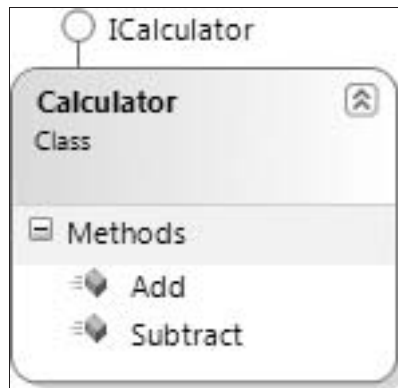 ICalculator
Calculator
Class
Methods
Add
Subtract